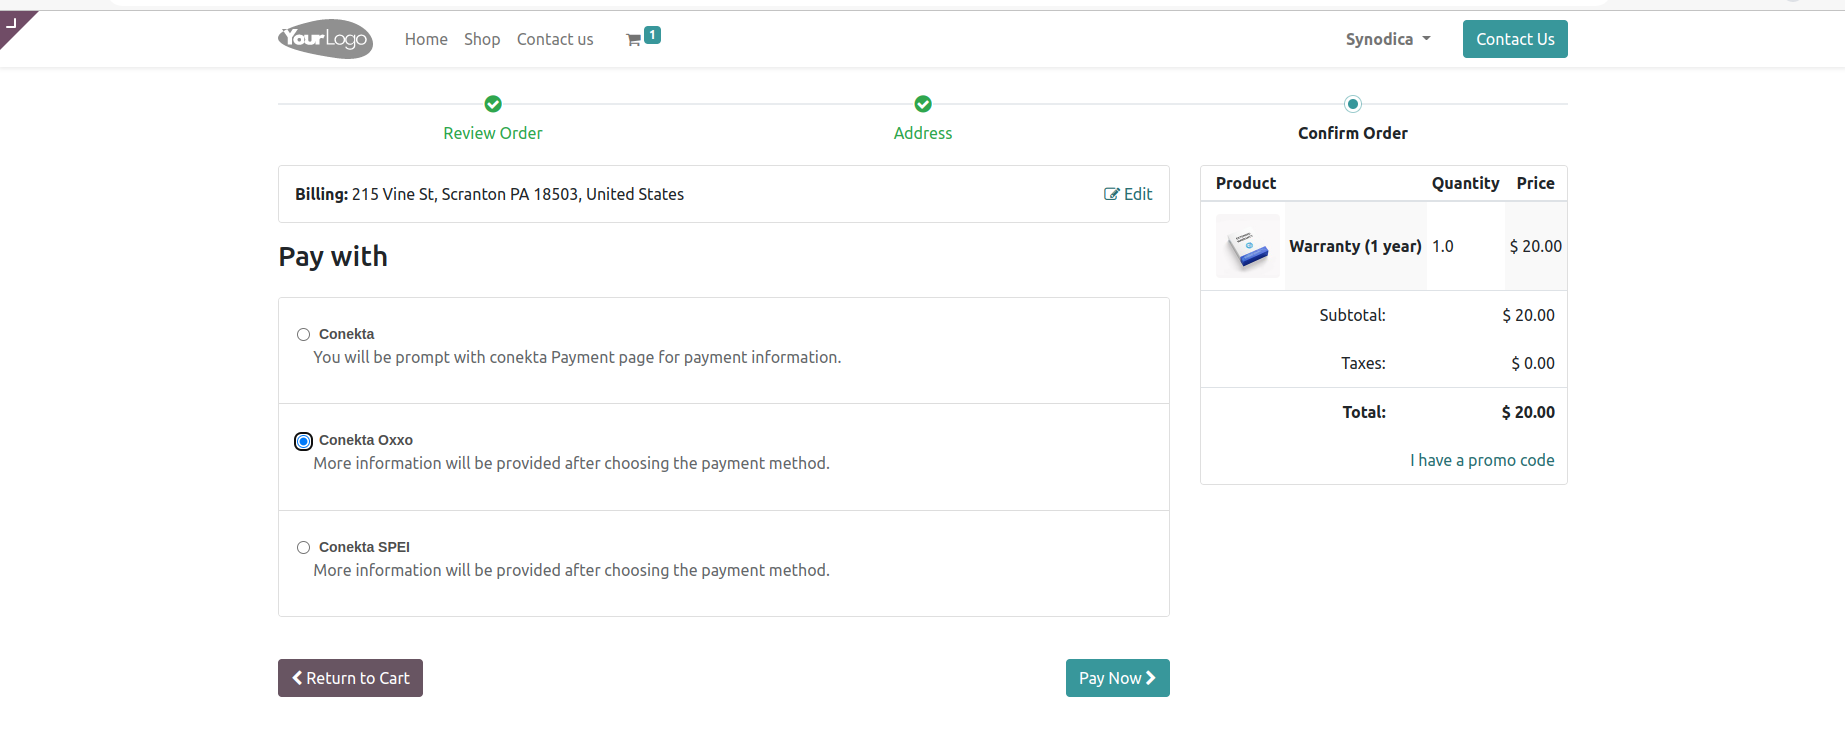 YourLogo Home Shop Contact us 1 Synodica Contact Us
Review Order Address Confirm Order
Billing: 215 Vine St, Scranton PA 18503, United States Edit
Pay with
Conekta
You will be prompt with conekta Payment page for payment information.
Conekta Oxxo
More information will be provided after choosing the payment method.
Conekta SPEI
More information will be provided after choosing the payment method.
Return to Cart Pay Now
Product Quantity Price
Warranty (1 year) 1.0 $ 20.00
Subtotal: $ 20.00
Taxes: $ 0.00
Total: $ 20.00
I have a promo code